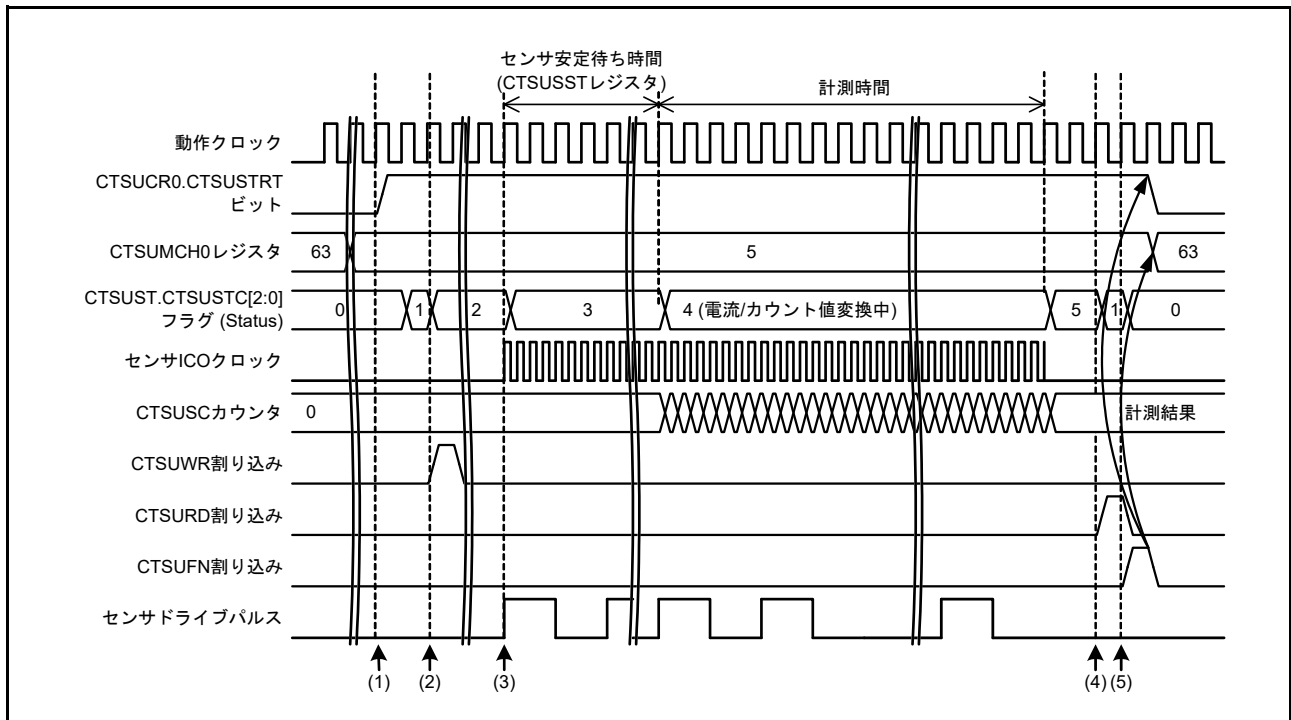 センサ安定待ち時間
(CTSUSSTレジスタ)
計測時間
動作クロック
CTSUCR0.CTSUSTRT
ビット
CTSUMCH0レジスタ
63
5
63
CTSUST.CTSUSTC[2:0]
フラグ (Status)
0
1
2
3
4 (電流/カウント値変換中)
5
1
0
センサICOクロック
CTSUSCカウンタ
0
計測結果
CTSUWR割り込み
CTSURD割り込み
CTSUFN割り込み
センサドライブパルス
(1)
(2)
(3)
(4)
(5)